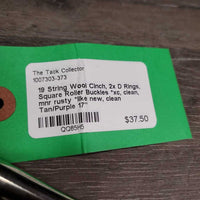 The Tack Collector
1007303-373
19 String Wool Cinch, 2x D Rings,
Square Roller Buckles *xc, clean,
mnr rusty *like new, clean
Tan/Purple 17"
QQ85H5
$37.50